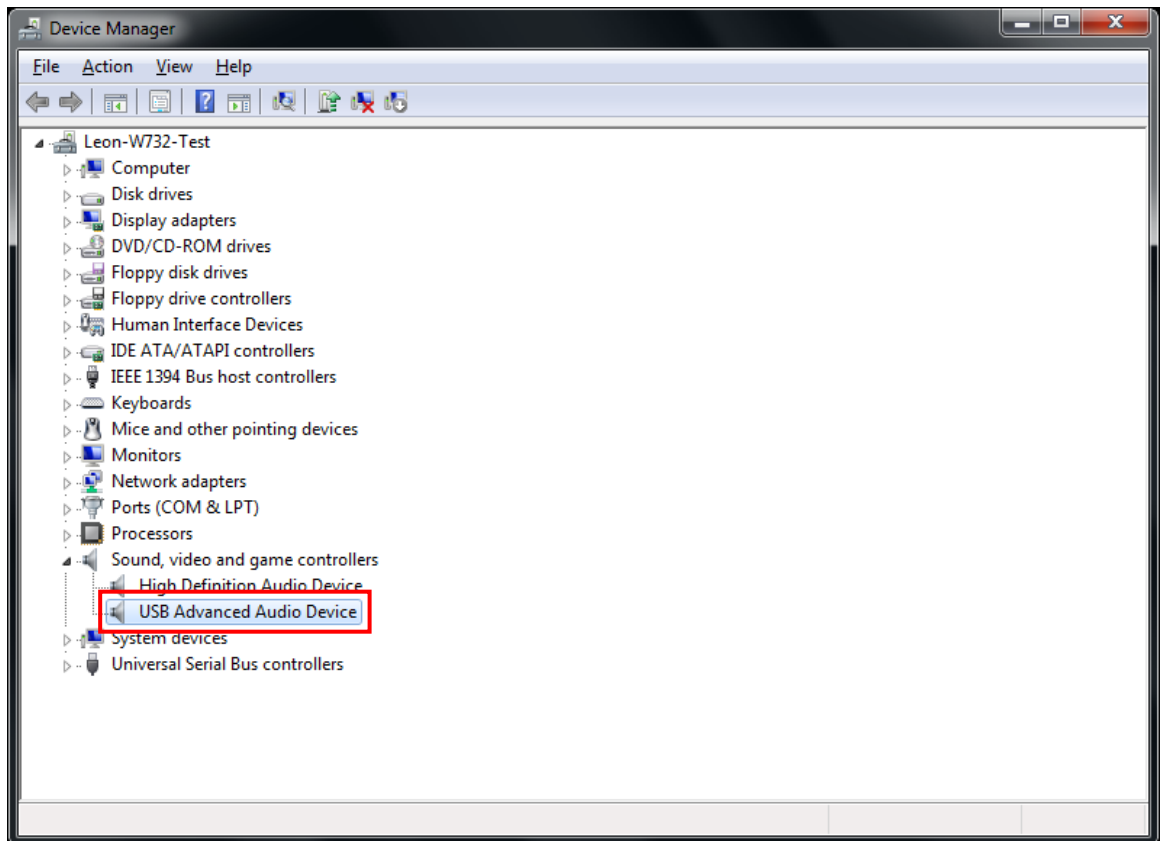 Device Manager
File Action View Help
Leon-W732-Test
Computer
Disk drives
Display adapters
DVD/CD-ROM drives
Floppy disk drives
Floppy drive controllers
Human Interface Devices
IDE ATA/ATAPI controllers
IEEE 1394 Bus host controllers
Keyboards
Mice and other pointing devices
Monitors
Network adapters
Ports (COM & LPT)
Processors
Sound, video and game controllers
High Definition Audio Device
USB Advanced Audio Device
System devices
Universal Serial Bus controllers